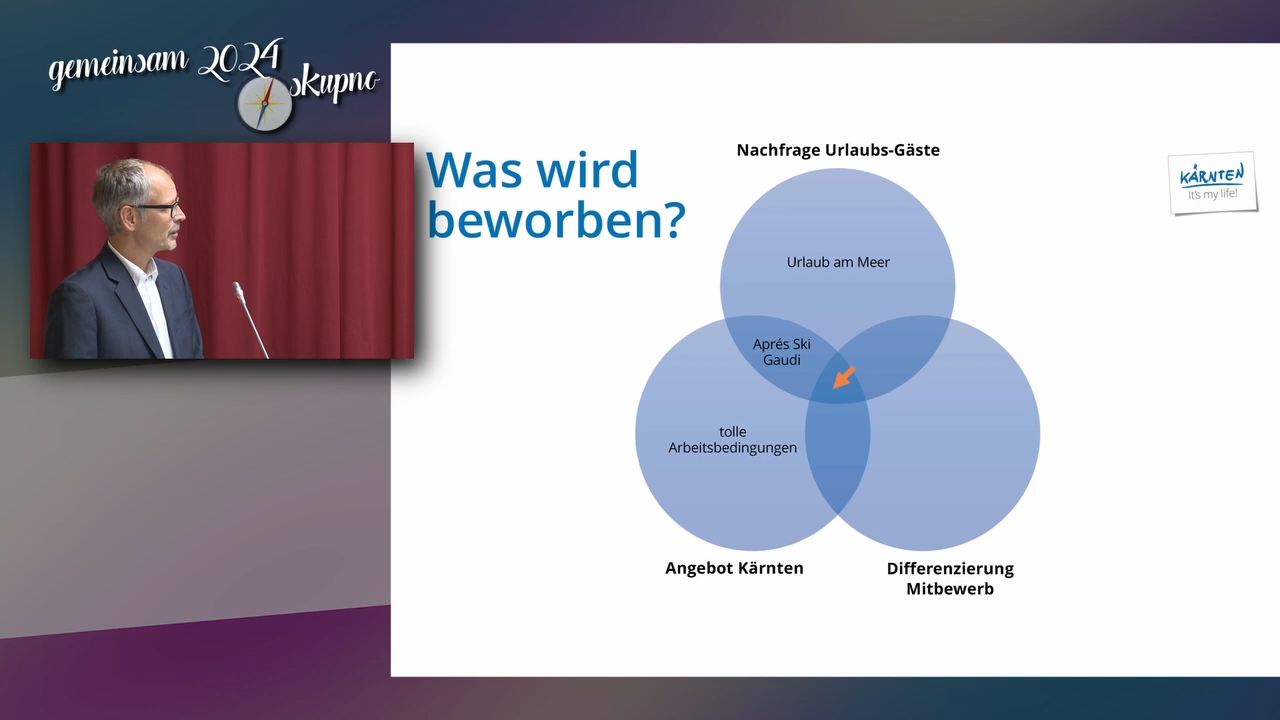 gemeinsam 2024
skupno
Was wird
beworben?
Nachfrage Urlaubs-Gäste
KÄRNTEN
It's my life!
Urlaub am Meer
Aprés Ski
Gaudi
tolle
Arbeitsbedingungen
Angebot Kärnten
Differenzierung
Mitbewerb